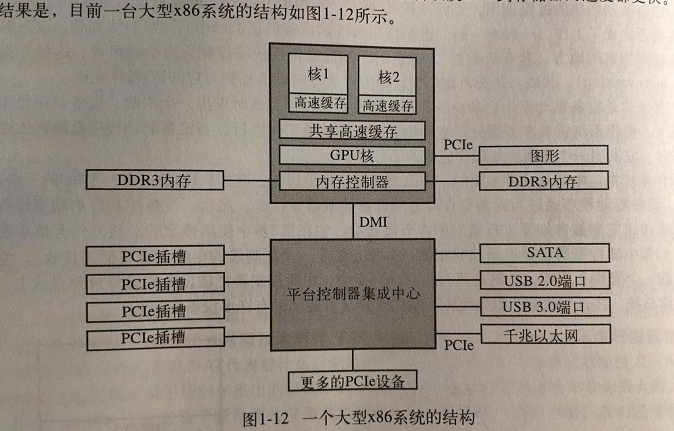 结果是，目前一台大型x86系统的结构如图1-12所示。
核1
核2
高速缓存
高速缓存
共享高速缓存
GPU核
PCIe
图形
DDR3内存
内存控制器
DDR3内存
DMI
PCIe插槽
PCIe插槽
PCIe插槽
PCIe插槽
平台控制器集成中心
SATA
USB 2.0端口
USB 3.0端口
千兆以太网
PCIe
更多的PCIe设备
图1-12 一个大型x86系统的结构